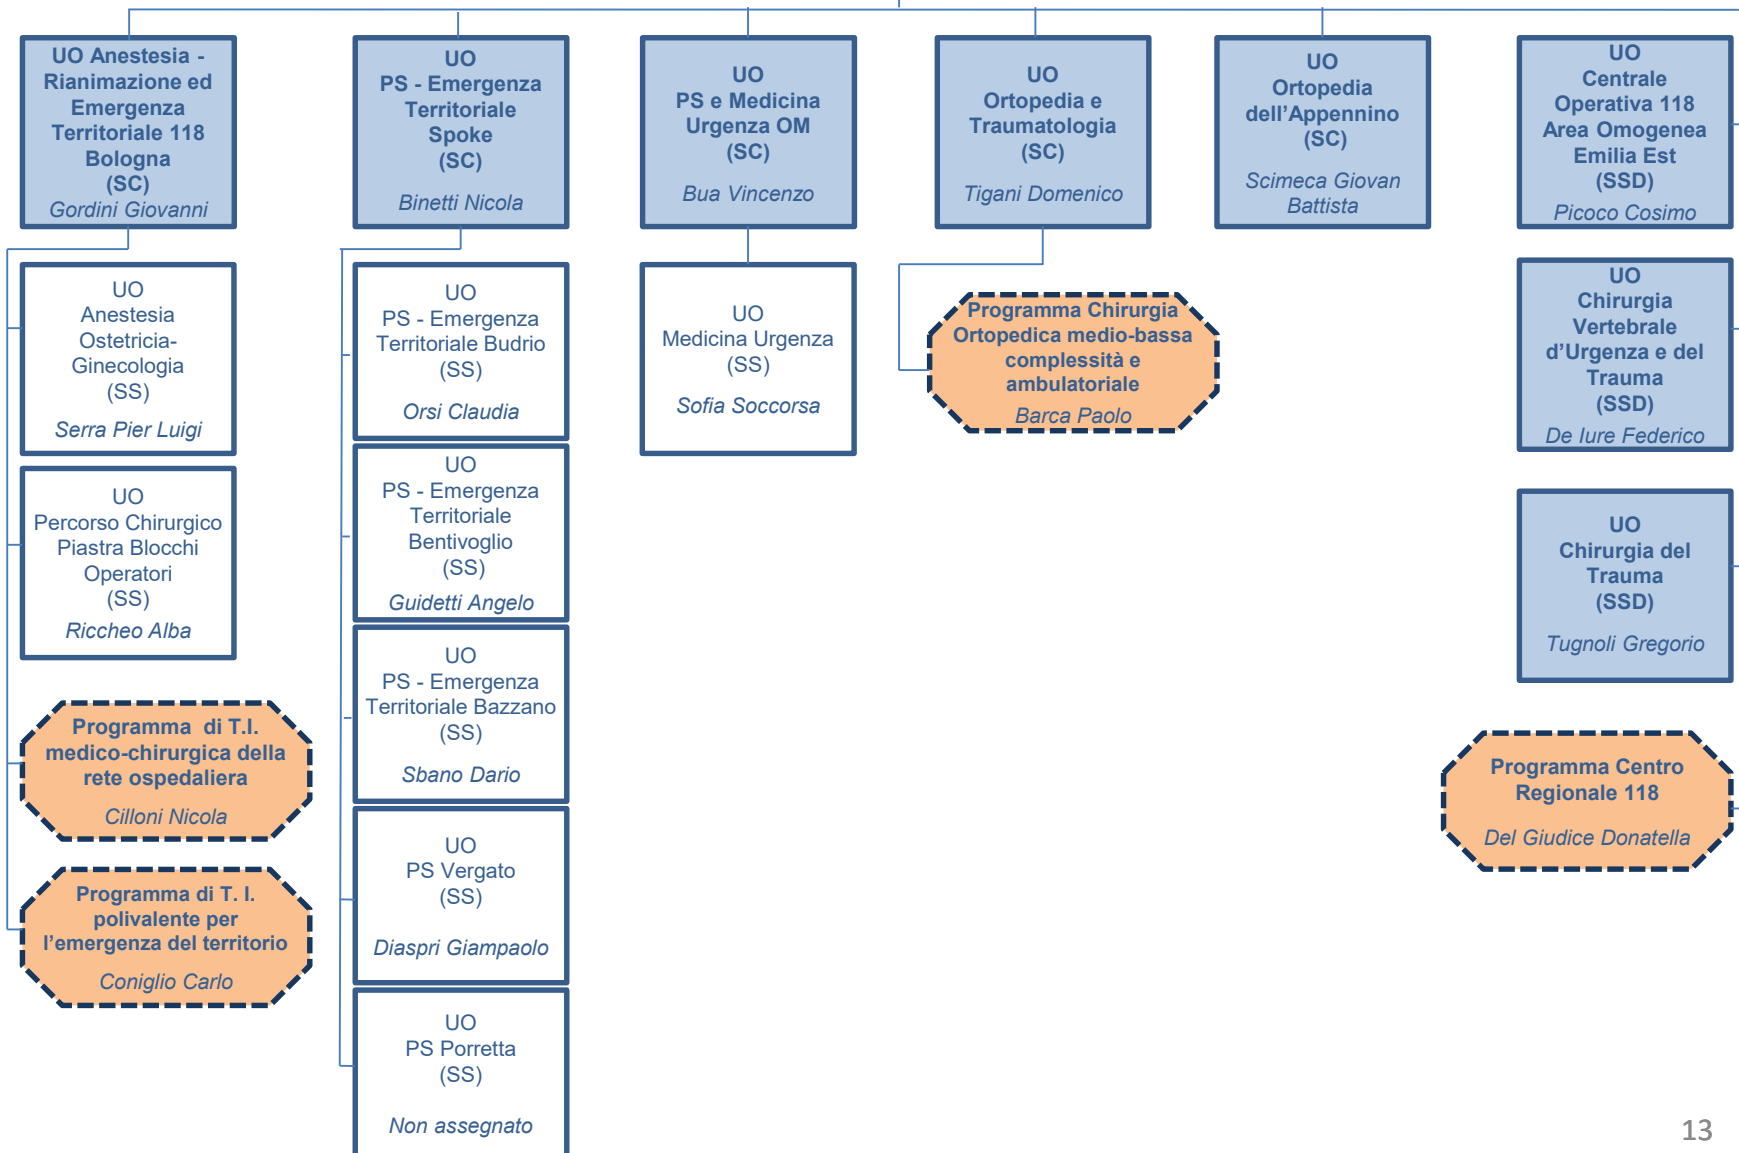 UO Anestesia -
Rianimazione ed
Emergenza
Territoriale 118
Bologna
(SC)
Gordini Giovanni
UO
PS - Emergenza
Territoriale
Spoke
(SC)
Binetti Nicola
UO
PS e Medicina
Urgenza OM
(SC)
Bua Vincenzo
UO
Ortopedia e
Traumatologia
(SC)
Tigani Domenico
UO
Ortopedia
dell’Appennino
(SC)
Scimeca Giovan
Battista
UO
Centrale
Operativa 118
Area Omogenea
Emilia Est
(SSD)
Picoco Cosimo
UO
Anestesia
Ostetricia-
Ginecologia
(SS)
Serra Pier Luigi
UO
PS - Emergenza
Territoriale Budrio
(SS)
Orsi Claudia
UO
Medicina Urgenza
(SS)
Sofia Soccorsa
Programma Chirurgia
Ortopedica medio-bassa
complessità e
ambulatoriale
Barca Paolo
UO
Chirurgia
Vertebrale
d’Urgenza e del
Trauma
(SSD)
De Iure Federico
UO
Percorso Chirurgico
Piastra Blocchi
Operatori
(SS)
Riccheo Alba
UO
PS - Emergenza
Territoriale
Bentivoglio
(SS)
Guidetti Angelo
UO
Chirurgia del
Trauma
(SSD)
Tugnoli Gregorio
UO
PS - Emergenza
Territoriale Bazzano
(SS)
Sbano Dario
Programma di T.I.
medico-chirurgica della
rete ospedaliera
Cilloni Nicola
Programma Centro
Regionale 118
Del Giudice Donatella
UO
PS Vergato
(SS)
Diaspri Giampaolo
Programma di T. I.
polivalente per
l’emergenza del territorio
Coniglio Carlo
UO
PS Porretta
(SS)
Non assegnato
13